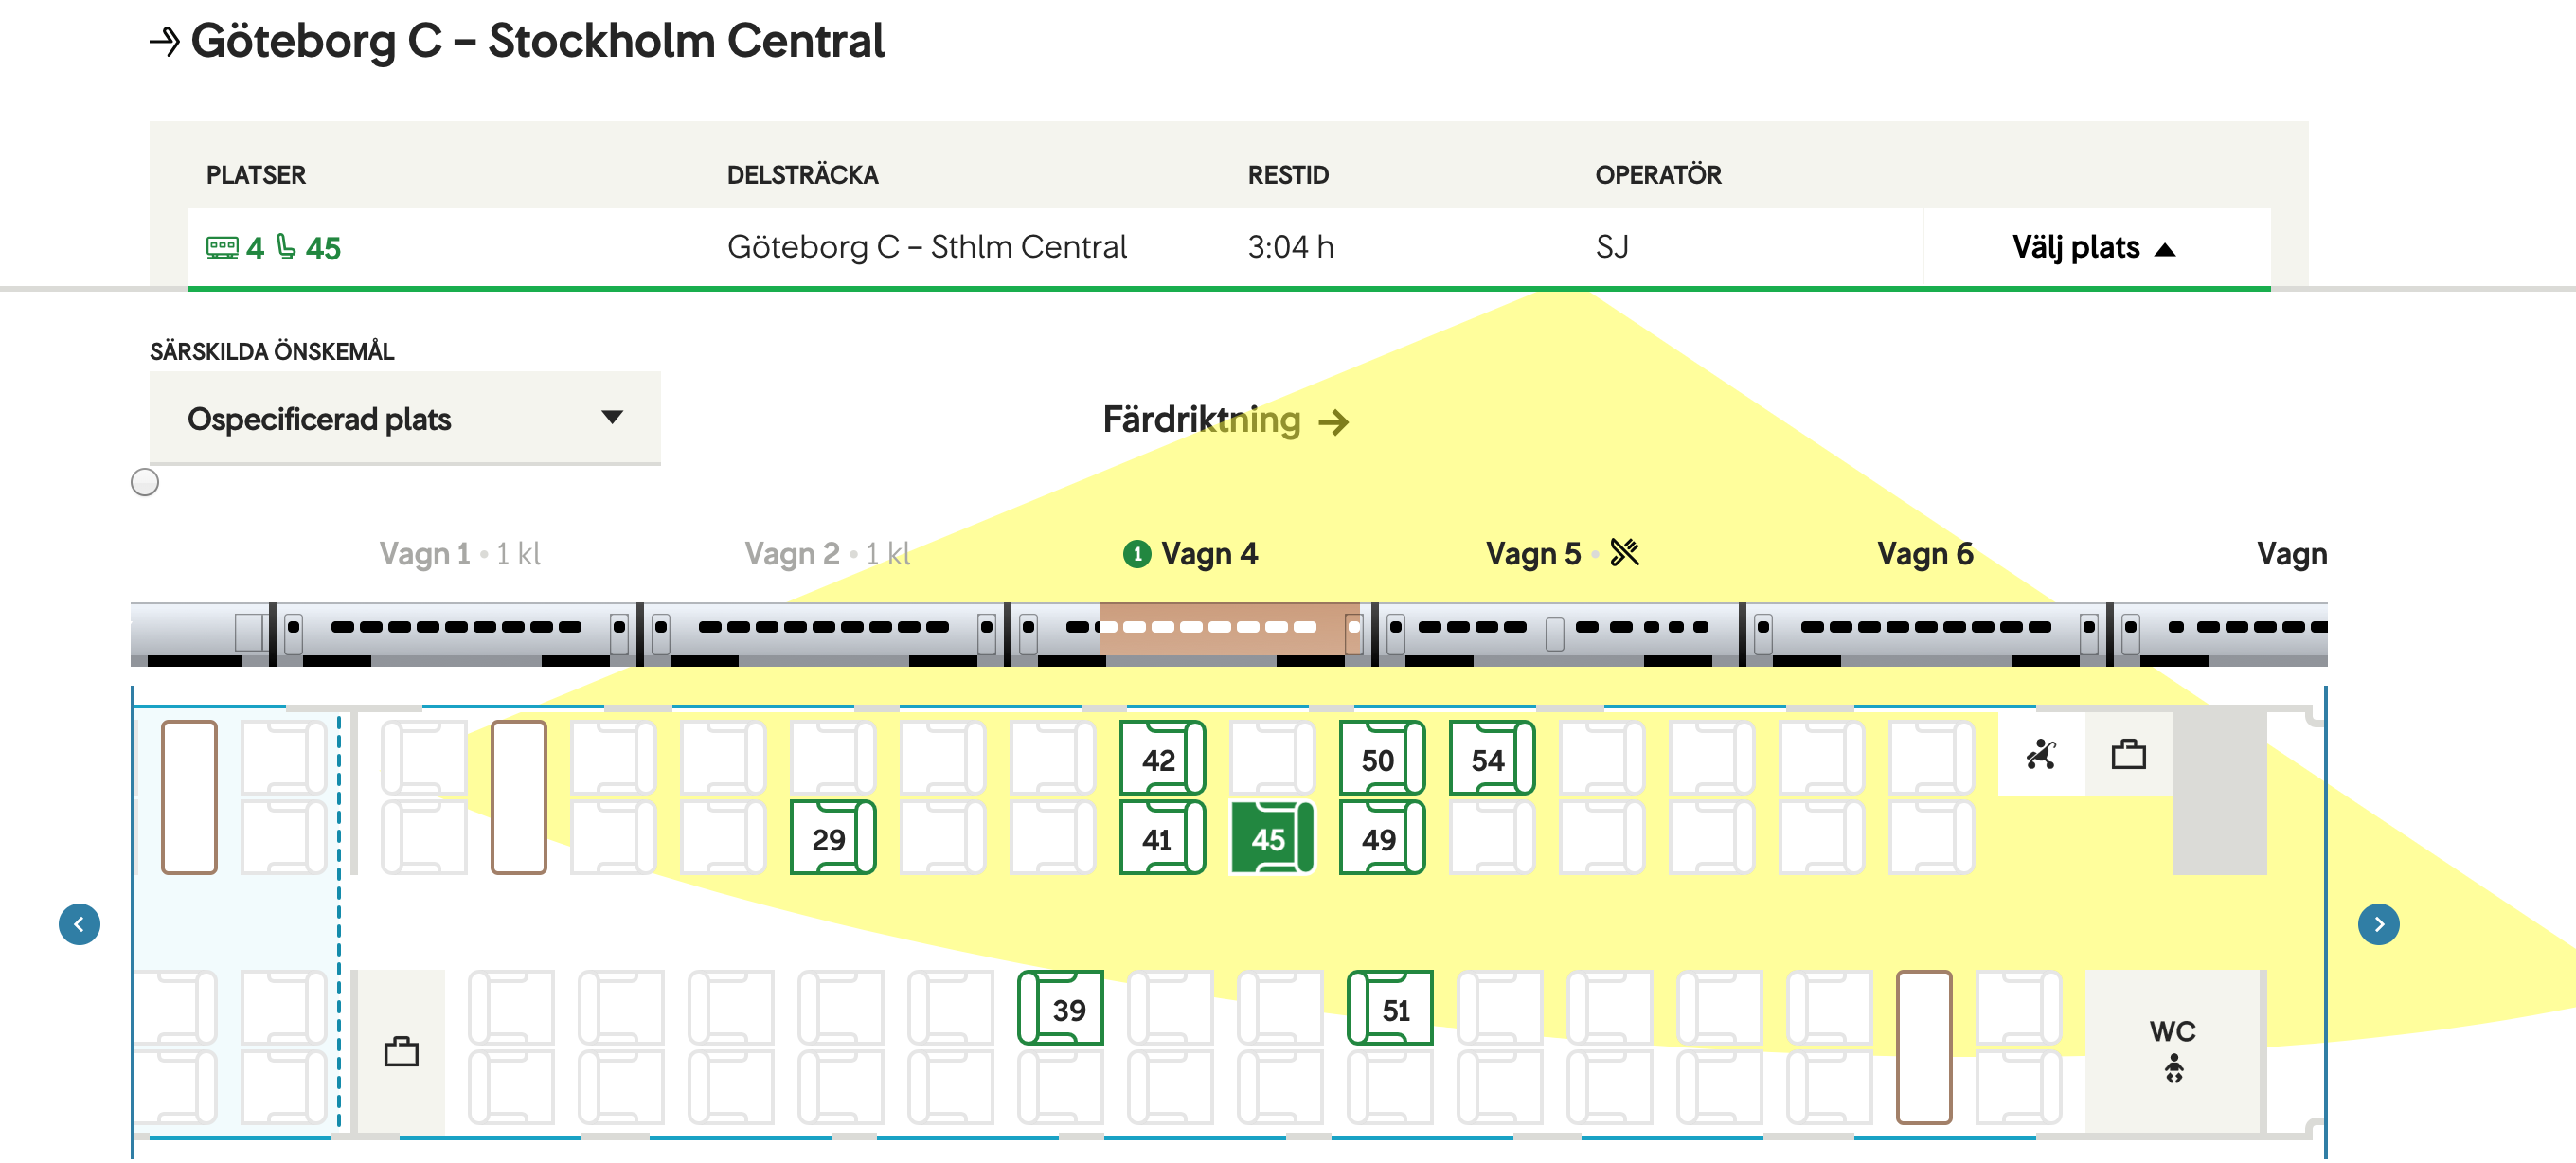 Göteborg C – Stockholm Central
PLATSER DELSTRÄCKA RESTID OPERATÖR
4 45 Göteborg C – Sthlm Central 3:04 h SJ Välj plats
SÄRSKILDA ÖNSKEMÅL
Ospecificerad plats
Färdriktning
Vagn 1 • 1 kl Vagn 2 • 1 kl 1 Vagn 4 Vagn 5 • Vagn 6 Vagn
42 50 54
29 41 45 49
39 51
WC